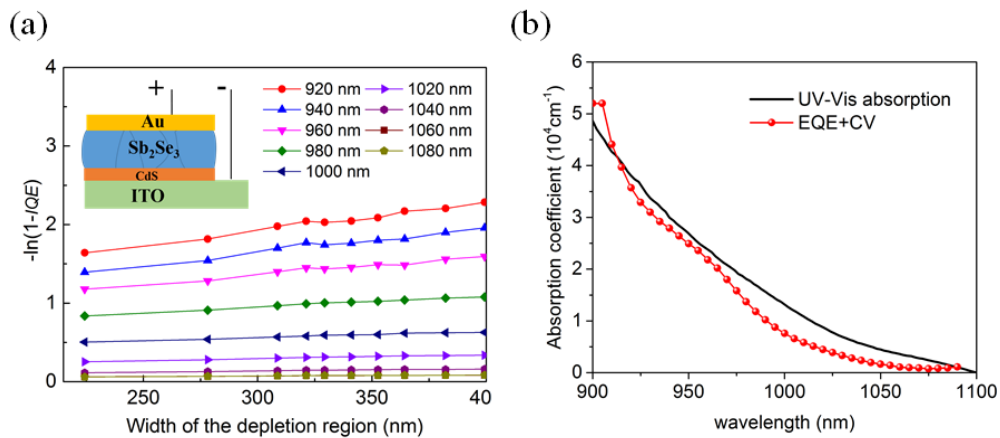 (a)
-ln(1-IQE)
4
3
2
1
0
250
300
350
40
Width of the depletion region (nm)
+ -
Au
Sb₂Se₃
CdS
ITO
920 nm
940 nm
960 nm
980 nm
1000 nm
1020 nm
1040 nm
1060 nm
1080 nm
(b)
Absorption coefficient (10⁴cm⁻¹)
6
5
4
3
2
1
0
900
950
1000
1050
1100
wavelength (nm)
UV-Vis absorption
EQE+CV